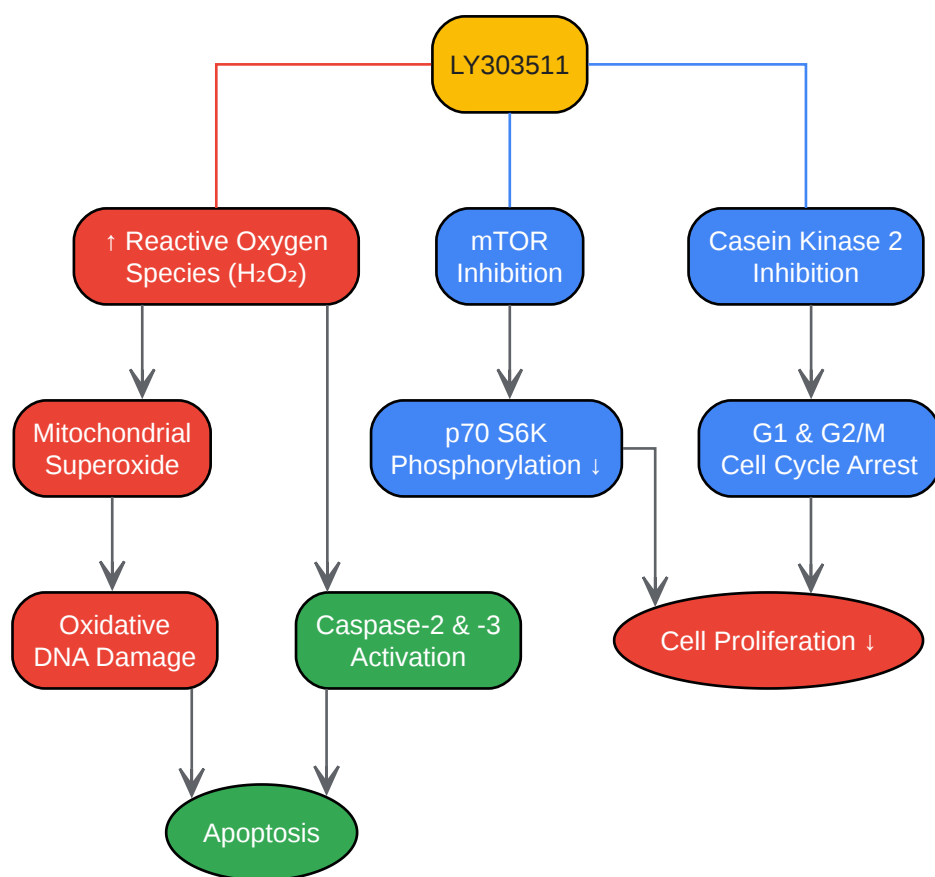 LY303511
↑ Reactive Oxygen
Species (H₂O₂)
mTOR
Inhibition
Casein Kinase 2
Inhibition
Mitochondrial
Superoxide
p70 S6K
Phosphorylation ↓
G1 & G2/M
Cell Cycle Arrest
Oxidative
DNA Damage
Caspase-2 & -3
Activation
Cell Proliferation ↓
Apoptosis